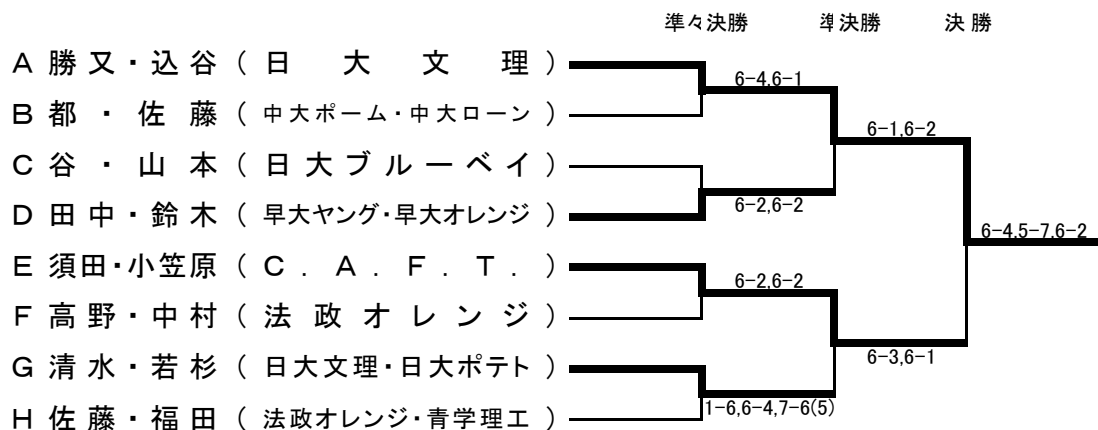 準々決勝 準決勝 決勝
A 勝又・込谷 ( 日大文理 )
6-4,6-1
B 都・佐藤 ( 中大ポーム・中大ローン )
6-1,6-2
C 谷・山本 ( 日大ブルーベイ )
D 田中・鈴木 ( 早大ヤング・早大オレンジ )
6-2,6-2
6-4,5-7,6-2
E 須田・小笠原 ( C.A.F.T. )
6-2,6-2
F 高野・中村 ( 法政オレンジ )
6-3,6-1
G 清水・若杉 ( 日大文理・日大ポテト )
1-6,6-4,7-6(5)
H 佐藤・福田 ( 法政オレンジ・青学理工 )